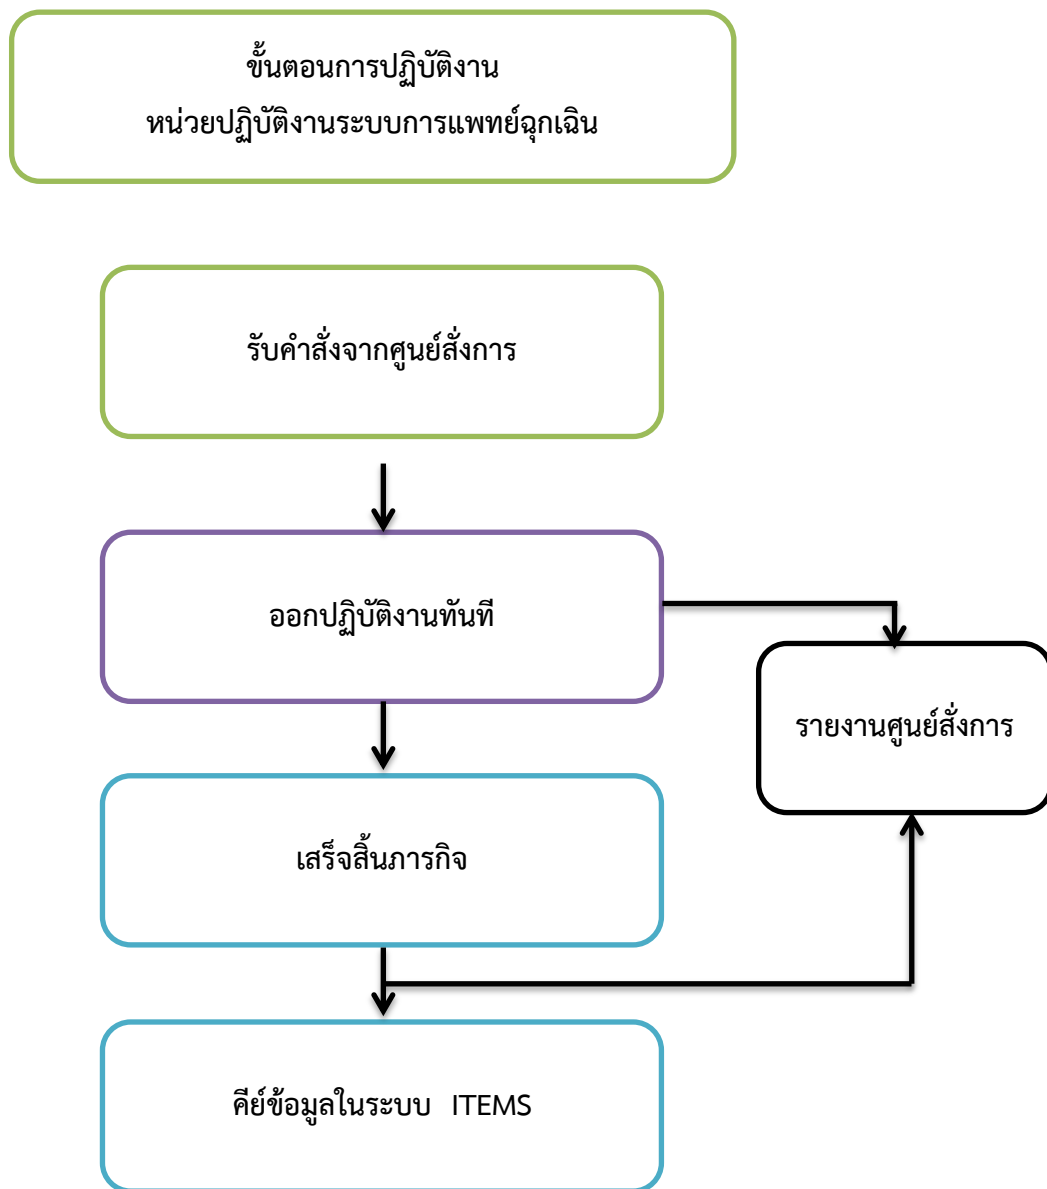 ขั้นตอนการปฏิบัติงาน
หน่วยปฏิบัติงานระบบการแพทย์ฉุกเฉิน
รับคำสั่งจากศูนย์สั่งการ
ออกปฏิบัติงานทันที
รายงานศูนย์สั่งการ
เสร็จสิ้นภารกิจ
คีย์ข้อมูลในระบบ ITEMS